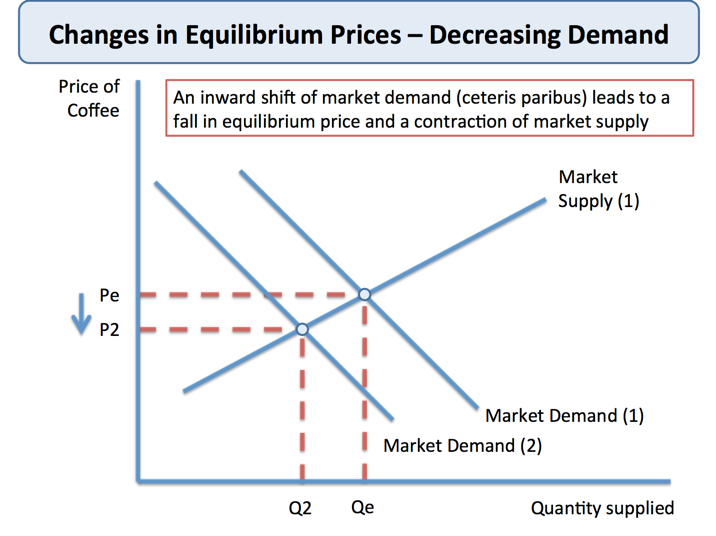 Changes in Equilibrium Prices – Decreasing Demand
Price of
Coffee
An inward shift of market demand (ceteris paribus) leads to a
fall in equilibrium price and a contraction of market supply
Market
Supply (1)
Pe
P2
Market Demand (1)
Market Demand (2)
Q2
Qe
Quantity supplied